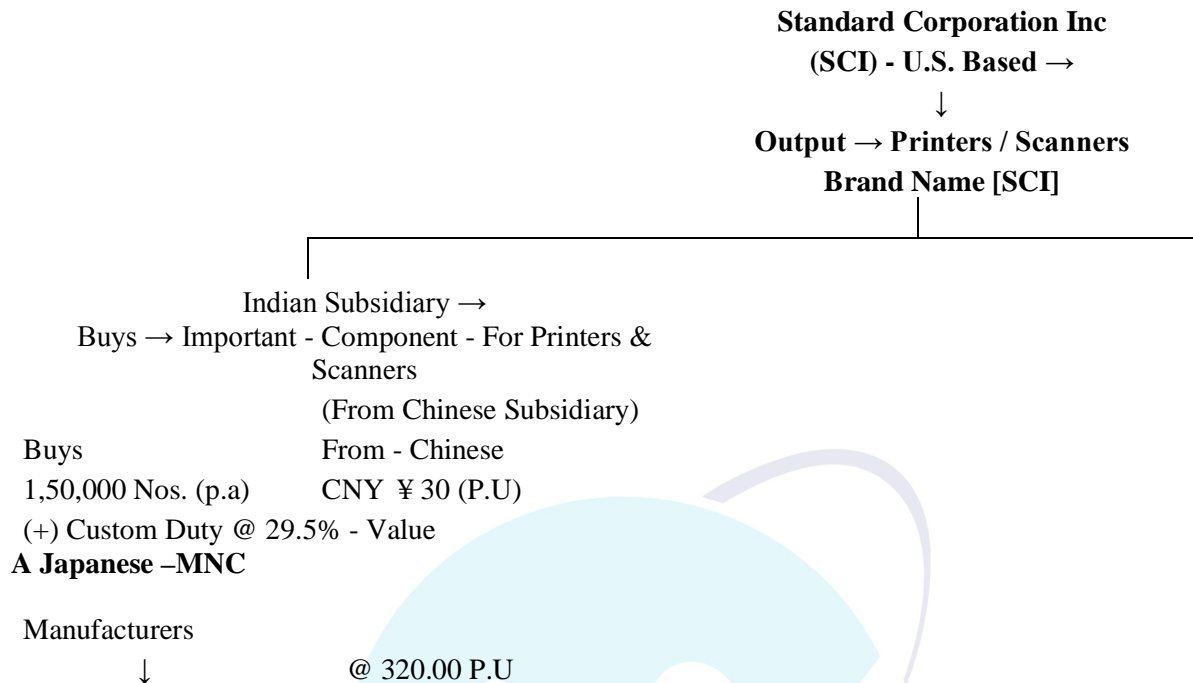 Standard Corporation Inc
(SCI) - U.S. Based →
↓
Output → Printers / Scanners
Brand Name [SCI]
Indian Subsidiary →
Buys → Important - Component - For Printers &
Scanners
(From Chinese Subsidiary)
Buys From - Chinese
1,50,000 Nos. (p.a) CNY ¥ 30 (P.U)
(+) Custom Duty @ 29.5% - Value
A Japanese –MNC
Manufacturers
↓ @ 320.00 P.U